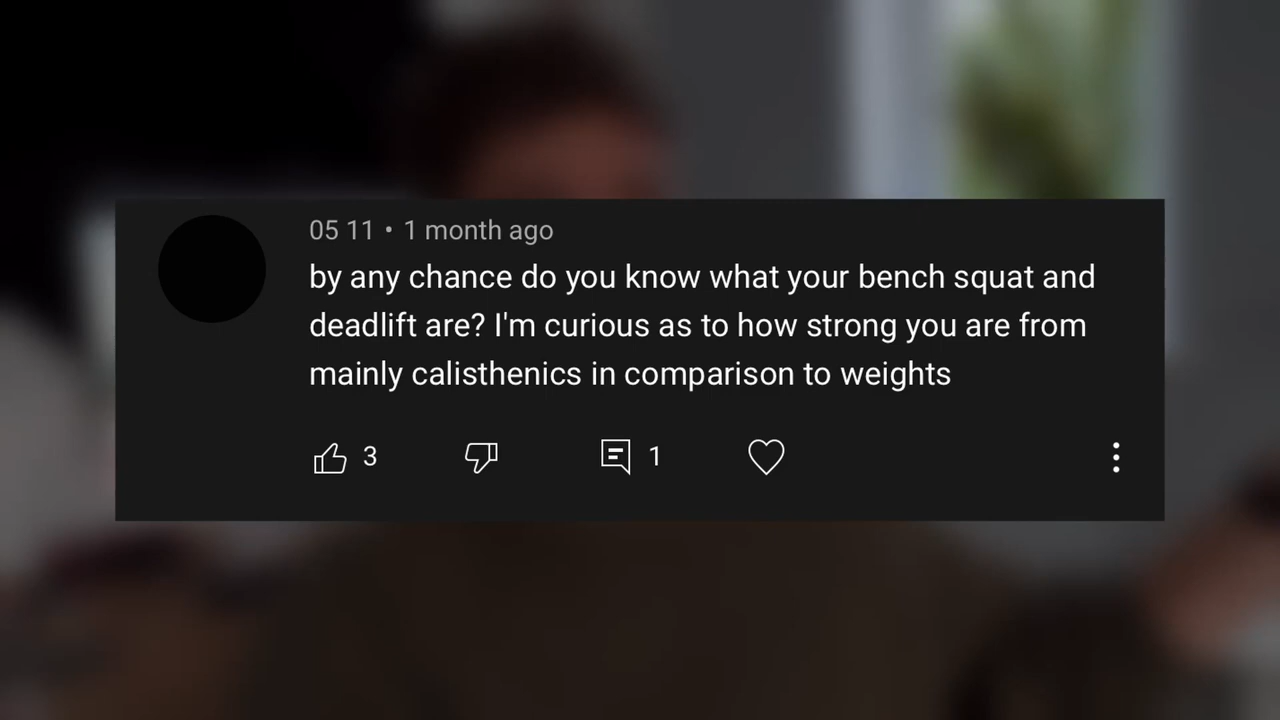 05 11 • 1 month ago
by any chance do you know what your bench squat and
deadlift are? I'm curious as to how strong you are from
mainly calisthenics in comparison to weights
3
1